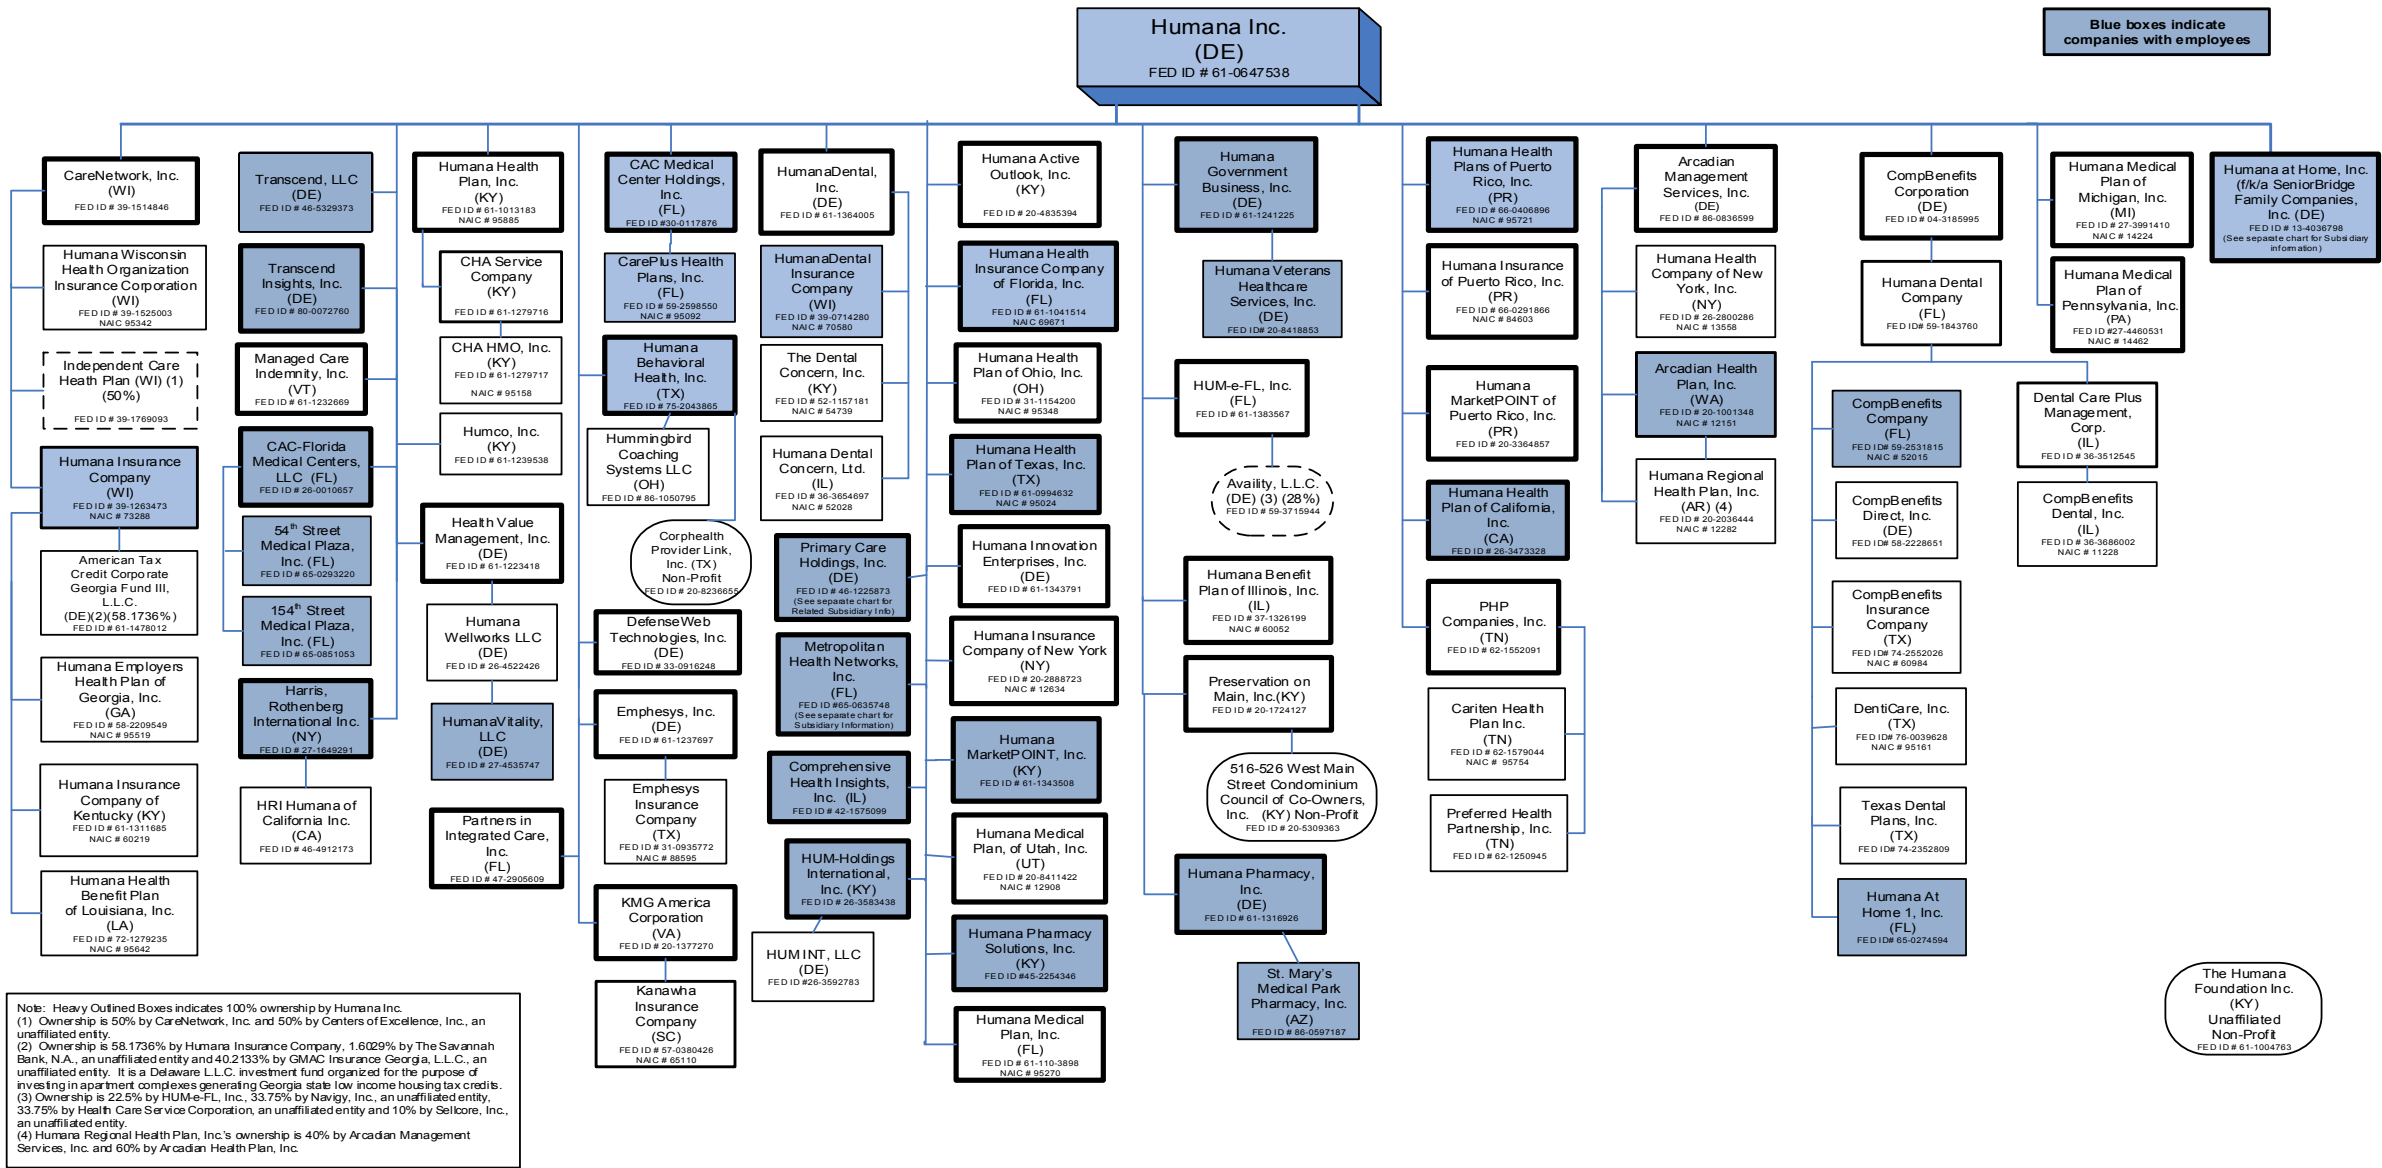 Humana Inc.
(DE)
FED ID # 61-0647538
Blue boxes indicate
companies with employees
CareNetwork, Inc.
(WI)
FED ID # 39-1514846
Humana Wisconsin
Health Organization
Insurance Corporation
(WI)
FED ID # 39-1525003
NAIC 95342
Independent Care
Heath Plan (WI) (1)
(50%)
FED ID # 39-1769093
Humana Insurance
Company
(WI)
FED ID # 39-1263473
NAIC # 73288
American Tax
Credit Corporate
Georgia Fund III,
L.L.C.
(DE)(2)(58.1736%)
FED ID # 61-1478012
Humana Employers
Health Plan of
Georgia, Inc.
(GA)
FED ID # 58-2209549
NAIC # 95519
Humana Insurance
Company of
Kentucky (KY)
FED ID # 61-1311685
NAIC # 60219
Humana Health
Benefit Plan
of Louisiana, Inc.
(LA)
FED ID # 72-1279235
NAIC # 95642
Transcend, LLC
(DE)
FED ID # 46-5329373
Transcend
Insights, Inc.
(DE)
FED ID # 80-0072760
Managed Care
Indemnity, Inc.
(VT)
FED ID # 61-1232669
CAC-Florida
Medical Centers,
LLC (FL)
FED ID # 26-0010657
54th Street
Medical Plaza,
Inc. (FL)
FED ID # 65-0293220
154th Street
Medical Plaza,
Inc. (FL)
FED ID # 65-0851053
Harris,
Rothenberg
International Inc.
(NY)
FED ID # 27-1649291
HRI Humana of
California Inc.
(CA)
FED ID # 46-4912173
Humana Health
Plan, Inc.
(KY)
FED ID # 61-1013183
NAIC # 95885
CHA Service
Company
(KY)
FED ID # 61-1279716
CHA HMO, Inc.
(KY)
FED ID # 61-1279717
NAIC # 95158
Humco, Inc.
(KY)
FED ID # 61-1239538
Health Value
Management, Inc.
(DE)
FED ID # 61-1223418
Humana
Wellworks LLC
(DE)
FED ID # 26-4522426
HumanaVitality,
LLC
(DE)
FED ID # 27-4535747
Partners in
Integrated Care,
Inc.
(FL)
FED ID # 47-2905609
CAC Medical
Center Holdings,
Inc.
(FL)
FED ID #30-0117876
CarePlus Health
Plans, Inc.
(FL)
FED ID # 59-2598550
NAIC # 95092
Humana
Behavioral
Health, Inc.
(TX)
FED ID # 75-2043865
Hummingbird
Coaching
Systems LLC
(OH)
FED ID # 86-1050795
Corphealth
Provider Link,
Inc. (TX)
Non-Profit
FED ID # 20-8236655
DefenseWeb
Technologies, Inc.
(DE)
FED ID # 33-0916248
Emphesys, Inc.
(DE)
FED ID # 61-1237697
Emphesys
Insurance
Company
(TX)
FED ID # 31-0935772
NAIC # 88595
KMG America
Corporation
(VA)
FED ID # 20-1377270
Kanawha
Insurance
Company
(SC)
FED ID # 57-0380426
NAIC # 65110
HumanaDental,
Inc.
(DE)
FED ID # 61-1364005
HumanaDental
Insurance
Company
(WI)
FED ID # 39-0714280
NAIC # 70580
The Dental
Concern, Inc.
(KY)
FED ID # 52-1157181
NAIC # 54739
Humana Dental
Concern, Ltd.
(IL)
FED ID # 36-3654697
NAIC # 52028
Primary Care
Holdings, Inc.
(DE)
FED ID # 46-1225873
(See separate chart for
Related Subsidiary Info)
Metropolitan
Health Networks,
Inc.
(FL)
FED ID #65-0635748
(See separate chart for
Subsidiary Information)
Comprehensive
Health Insights,
Inc. (IL)
FED ID # 42-1575099
HUM-Holdings
International,
Inc. (KY)
FED ID # 26-3583438
HUM INT, LLC
(DE)
FED ID #26-3592783
Humana Active
Outlook, Inc.
(KY)
FED ID # 20-4835394
Humana Health
Insurance Company
of Florida, Inc.
(FL)
FED ID # 61-1041514
NAIC 69671
Humana Health
Plan of Ohio, Inc.
(OH)
FED ID # 31-1154200
NAIC # 95348
Humana Health
Plan of Texas, Inc.
(TX)
FED ID # 61-0994632
NAIC # 95024
Humana Innovation
Enterprises, Inc.
(DE)
FED ID # 61-1343791
Humana Insurance
Company of New York
(NY)
FED ID # 20-2888723
NAIC # 12634
Humana
MarketPOINT, Inc.
(KY)
FED ID # 61-1343508
Humana Medical
Plan, of Utah, Inc.
(UT)
FED ID # 20-8411422
NAIC # 12908
Humana Pharmacy
Solutions, Inc.
(KY)
FED ID #45-2254346
Humana Medical
Plan, Inc.
(FL)
FED ID # 61-110-3898
NAIC # 95270
Humana
Government
Business, Inc.
(DE)
FED ID # 61-1241225
Humana Veterans
Healthcare
Services, Inc.
(DE)
FED ID# 20-8418853
HUM-e-FL, Inc.
(FL)
FED ID # 61-1383567
Availity, L.L.C.
(DE) (3) (28%)
FED ID # 59-3715944
Humana Benefit
Plan of Illinois, Inc.
(IL)
FED ID # 37-1326199
NAIC # 60052
Preservation on
Main, Inc.(KY)
FED ID # 20-1724127
516-526 West Main
Street Condominium
Council of Co-Owners,
Inc. (KY) Non-Profit
FED ID # 20-5309363
Humana Pharmacy,
Inc.
(DE)
FED ID # 61-1316926
St. Mary's
Medical Park
Pharmacy, Inc.
(AZ)
FED ID # 86-0597187
Humana Health
Plans of Puerto
Rico, Inc.
(PR)
FED ID # 66-0406896
NAIC # 95721
Humana Insurance
of Puerto Rico, Inc.
(PR)
FED ID # 66-0291866
NAIC # 84603
Humana
MarketPOINT of
Puerto Rico, Inc.
(PR)
FED ID # 20-3364857
Humana Health
Plan of California,
Inc.
(CA)
FED ID # 26-3473328
PHP
Companies, Inc.
(TN)
FED ID # 62-1552091
Cariten Health
Plan Inc.
(TN)
FED ID # 62-1579044
NAIC # 95754
Preferred Health
Partnership, Inc.
(TN)
FED ID # 62-1250945
Arcadian
Management
Services, Inc.
(DE)
FED ID # 86-0836599
Humana Health
Company of New
York, Inc.
(NY)
FED ID # 26-2800286
NAIC # 13558
Arcadian Health
Plan, Inc.
(WA)
FED ID # 20-1001348
NAIC # 12151
Humana Regional
Health Plan, Inc.
(AR) (4)
FED ID # 20-2036444
NAIC # 12282
CompBenefits
Corporation
(DE)
FED ID # 04-3185995
Humana Dental
Company
(FL)
FED ID# 59-1843760
CompBenefits
Company
(FL)
FED ID# 59-2531815
NAIC # 52015
CompBenefits
Direct, Inc.
(DE)
FED ID# 58-2228651
CompBenefits
Insurance
Company
(TX)
FED ID# 74-2552026
NAIC # 60984
DentiCare, Inc.
(TX)
FED ID# 76-0039628
NAIC # 95161
Texas Dental
Plans, Inc.
(TX)
FED ID# 74-2352809
Humana At
Home 1, Inc.
(FL)
FED ID# 65-0274594
Dental Care Plus
Management,
Corp.
(IL)
FED ID # 36-3512545
CompBenefits
Dental, Inc.
(IL)
FED ID # 36-3686002
NAIC # 11228
Humana Medical
Plan of
Michigan, Inc.
(MI)
FED ID # 27-3991410
NAIC # 14224
Humana Medical
Plan of
Pennsylvania, Inc.
(PA)
FED ID #27-4460531
NAIC # 14462
Humana at Home, Inc.
(f/k/a SeniorBridge
Family Companies,
Inc. (DE)
FED ID # 13-4036798
(See separate chart for Subsidiary
information)
The Humana
Foundation Inc.
(KY)
Unaffiliated
Non-Profit
FED ID # 61-1004763
Note: Heavy Outlined Boxes indicates 100% ownership by Humana Inc.
(1) Ownership is 50% by CareNetwork, Inc. and 50% by Centers of Excellence, Inc., an
unaffiliated entity.
(2) Ownership is 58.1736% by Humana Insurance Company, 1.6029% by The Savannah
Bank, N.A., an unaffiliated entity and 40.2133% by GMAC Insurance Georgia, L.L.C., an
unaffiliated entity. It is a Delaware L.L.C. investment fund organized for the purpose of
investing in apartment complexes generating Georgia state low income housing tax credits.
(3) Ownership is 22.5% by HUM-e-FL, Inc., 33.75% by Navigy, Inc., an unaffiliated entity,
33.75% by Health Care Service Corporation, an unaffiliated entity and 10% by Sellcore, Inc.,
an unaffiliated entity.
(4) Humana Regional Health Plan, Inc.'s ownership is 40% by Arcadian Management
Services, Inc. and 60% by Arcadian Health Plan, Inc.